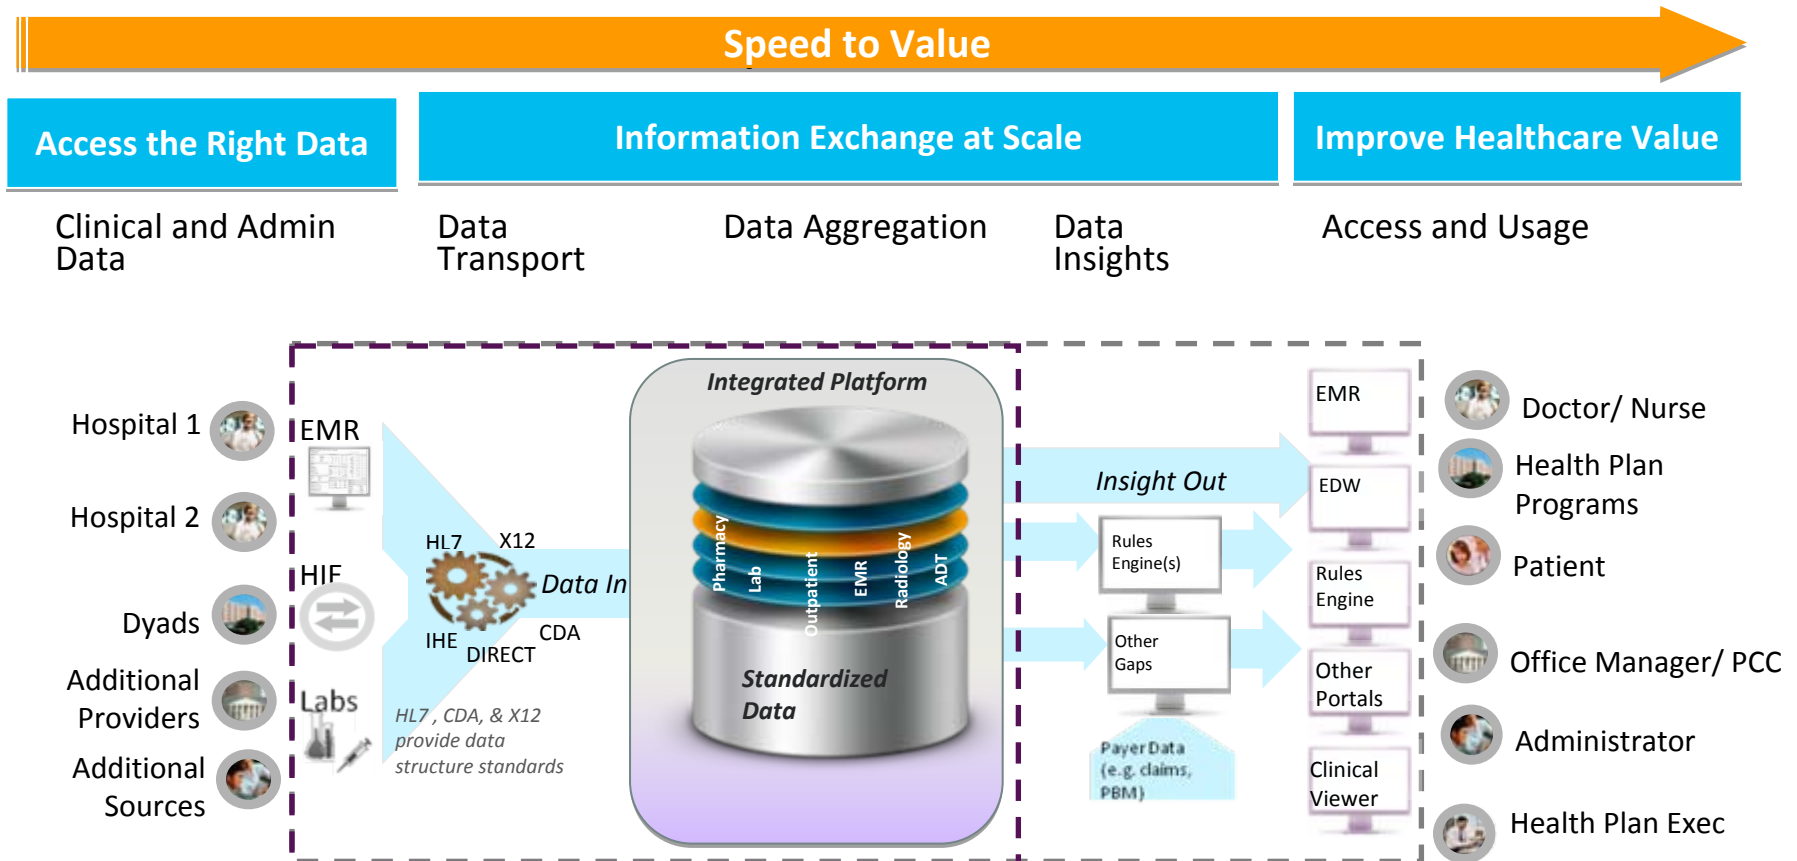 Speed to Value
Access the Right Data
Information Exchange at Scale
Improve Healthcare Value
Clinical and Admin
Data
Data
Transport
Data Aggregation
Data
Insights
Access and Usage
Hospital 1
Hospital 2
Dyads
Additional
Providers
Additional
Sources
EMR
HIE
Labs
HL7
X12
IHE
DIRECT
CDA
Data In
HL7 , CDA, & X12
provide data
structure standards
Integrated Platform
Pharmacy
Lab
Outpatient
EMR
Radiology
ADT
Standardized
Data
Insight Out
Rules
Engine(s)
Other
Gaps
PayerData
(e.g. claims,
PBM)
EMR
EDW
Rules
Engine
Other
Portals
Clinical
Viewer
Doctor/ Nurse
Health Plan
Programs
Patient
Office Manager/ PCC
Administrator
Health Plan Exec